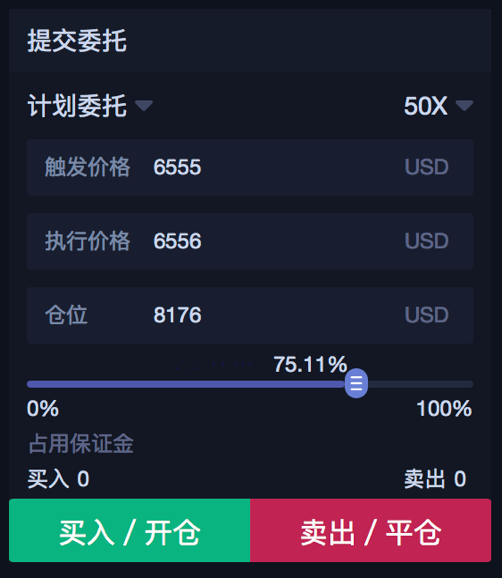 提交委托
计划委托 50X
触发价格 6555 USD
执行价格 6556 USD
仓位 8176 USD
75.11%
0% 100%
占用保证金
买入 0 卖出 0
买入 / 开仓 卖出 / 平仓